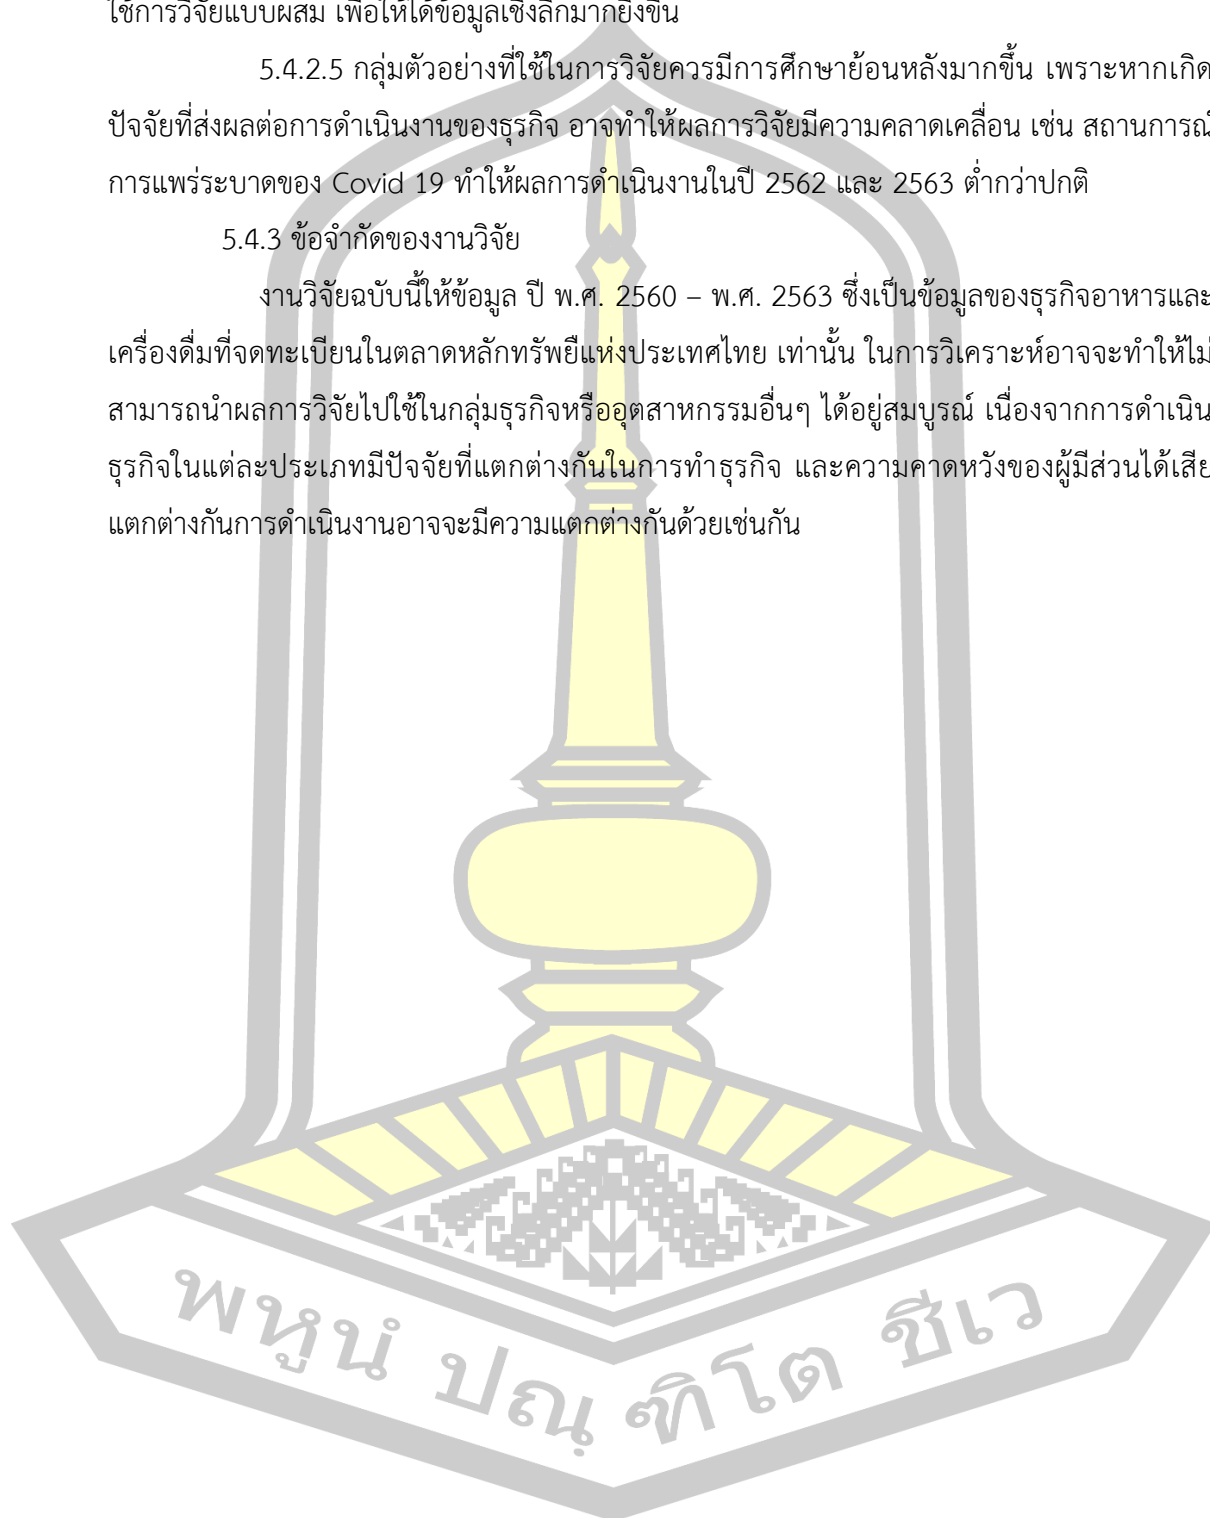 ใช้การวิจัยแบบผสม เพื่อให้ได้ข้อมูลเชิงลึกมากยิ่งขึ้น
5.4.2.5 กลุ่มตัวอย่างที่ใช้ในการวิจัยควรมีการศึกษาย้อนหลังมากขึ้น เพราะหากเกิด
ปัจจัยที่ส่งผลต่อการดำเนินงานของธุรกิจ อาจทำให้ผลการวิจัยมีความคลาดเคลื่อน เช่น สถานการณ์
การแพร่ระบาดของ Covid 19 ทำให้ผลการดำเนินงานในปี 2562 และ 2563 ต่ำกว่าปกติ
5.4.3 ข้อจำกัดของงานวิจัย
งานวิจัยฉบับนี้ให้ข้อมูล ปี พ.ศ. 2560 – พ.ศ. 2563 ซึ่งเป็นข้อมูลของธุรกิจอาหารและ
เครื่องดื่มที่จดทะเบียนในตลาดหลักทรัพยืแห่งประเทศไทย เท่านั้น ในการวิเคราะห์อาจจะทำให้ไม่
สามารถนำผลการวิจัยไปใช้ในกลุ่มธุรกิจหรืออุตสาหกรรมอื่นๆ ได้อยู่สมบูรณ์ เนื่องจากการดำเนิน
ธุรกิจในแต่ละประเภทมีปัจจัยที่แตกต่างกันในการทำธุรกิจ และความคาดหวังของผู้มีส่วนได้เสีย
แตกต่างกันการดำเนินงานอาจจะมีความแตกต่างกันด้วยเช่นกัน
พหูนํ ปณฺฑิโต ชีเว